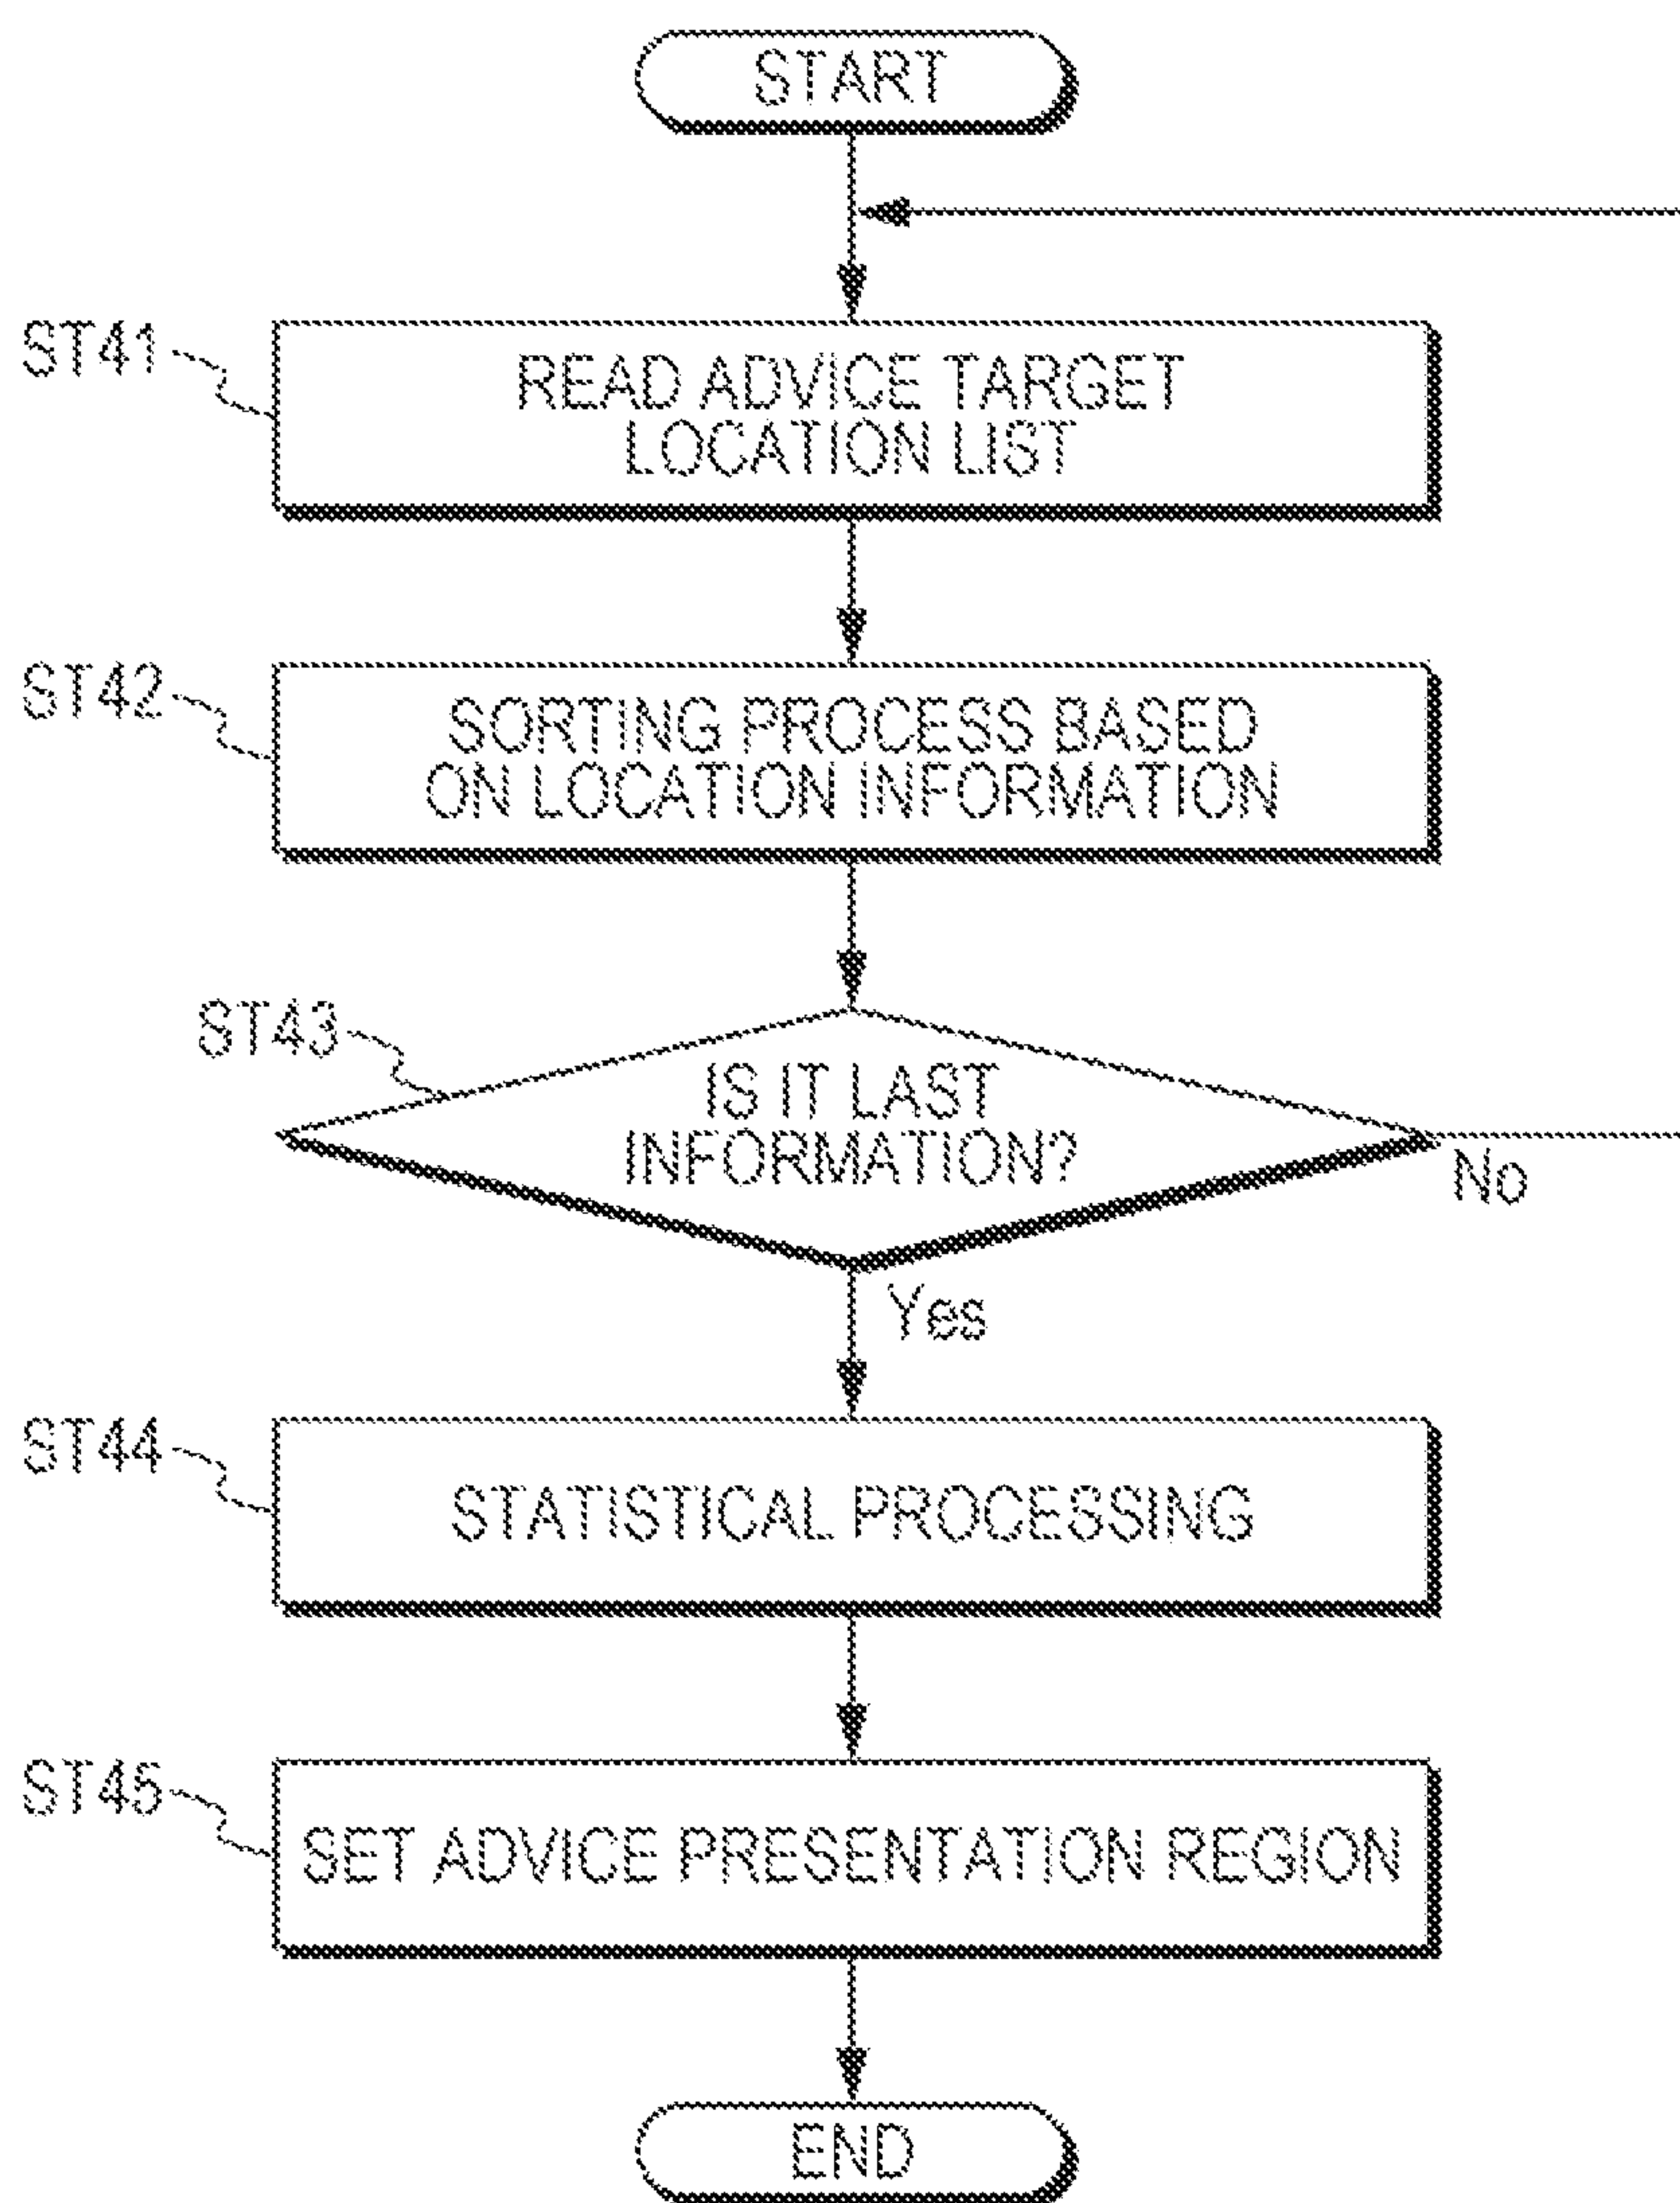 START
ST41
READ ADVICE TARGET
LOCATION LIST
ST42
SORTING PROCESS BASED
ON LOCATION INFORMATION
ST43
IS IT LAST
INFORMATION?
No
Yes
ST44
STATISTICAL PROCESSING
ST45
SET ADVICE PRESENTATION REGION
END